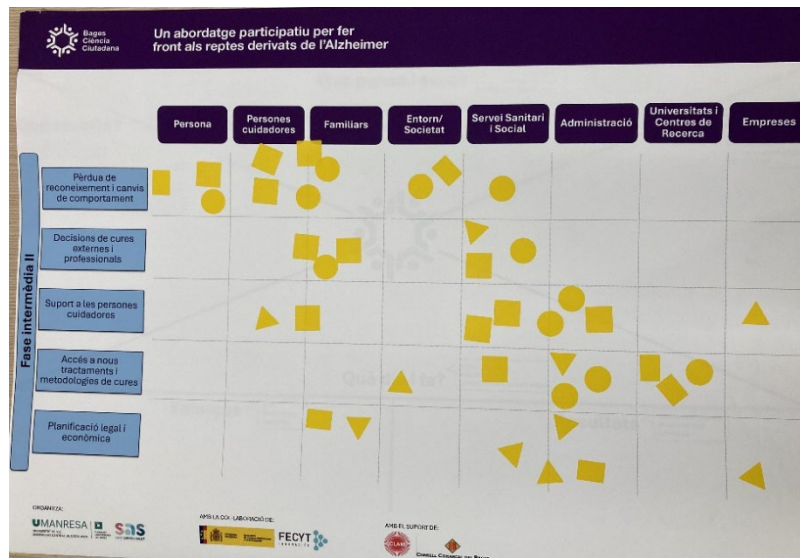 Bages
Ciència
Ciutadana
Un abordatge participatiu per fer
front als reptes derivats de l'Alzheimer
Persona
Persones
cuidadores
Familiars
Entorn/
Societat
Servei Sanitari
i Social
Administració
Universitats i
Centres de
Recerca
Empreses
Fase intermèdia II
Pèrdua de
reconeixement i canvis
de comportament
Decisions de cures
externes i
professionals
Suport a les persones
cuidadores
Accés a nous
tractaments i
metodologies de cures
Planificació legal i
econòmica
ORGANITZA:
UMANRESA
sas
AMB LA COL·LABORACIÓ DE:
FECYT
AMB EL SUPORT DE: